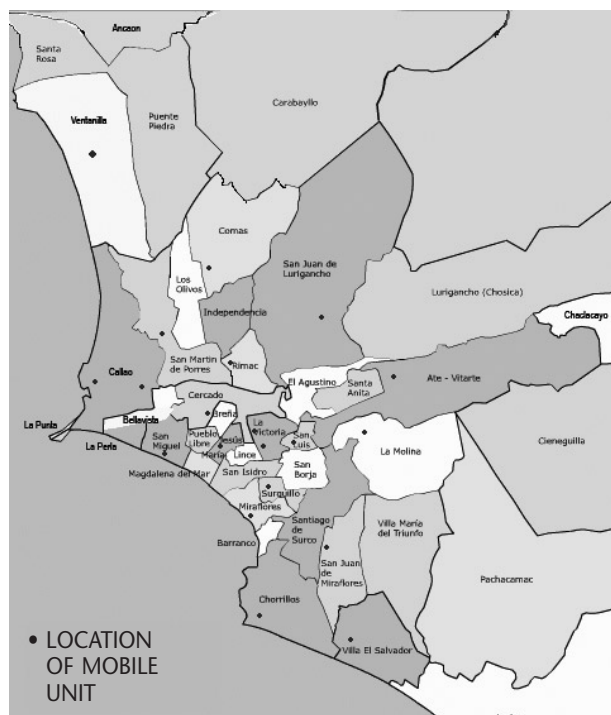 Ancaon
Santa
Rosa
Carabayllo
Ventanilla
Puente
Piedra
Comas
San Juan de
Lurigancho
Los
Olivos
Lurigancho (Chosica)
Independencia
Chadacayo
San Martin
de Porres
Rimac
Callao
El Agustino
Santa
Anita
Ate - Vitarte
Cercado
Breña
La Punta
Bellavista
La
Victoria
San
Luis
La Perla
San
Miguel
Pueblo
Libre
Jesús
María
Lince
La Molina
Cieneguilla
Magdalena del Mar
San Isidro
San
Borja
Surquillo
Miraflores
Santiago
de
Surco
Villa María
del Triunfo
Barranco
San Juan
de
Miraflores
Pachacamac
Chorrillos
Villa El Salvador
• LOCATION
OF MOBILE
UNIT